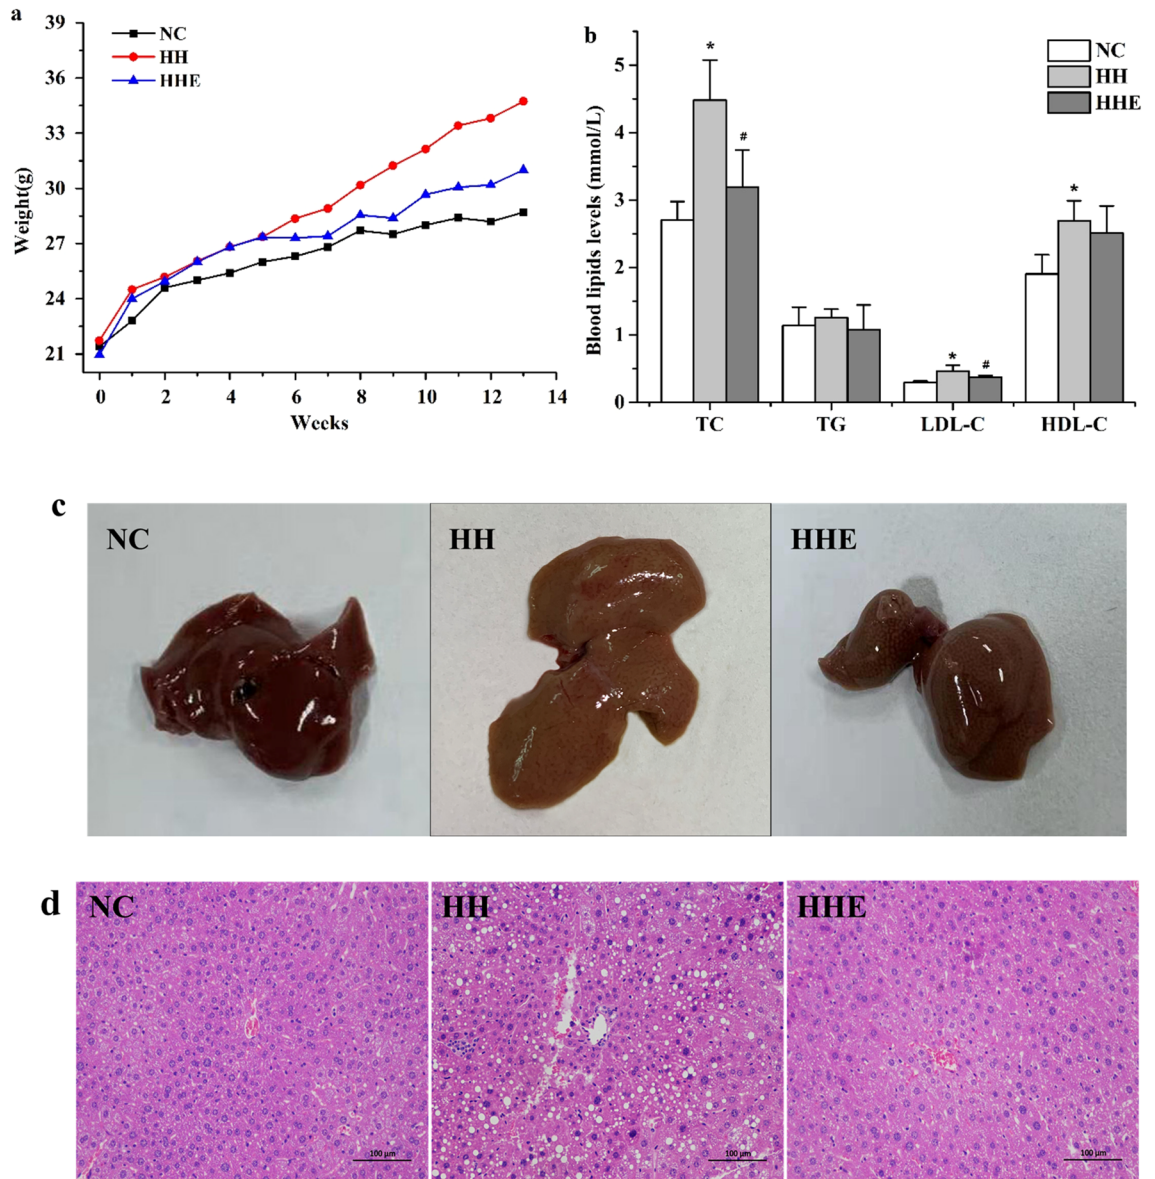 a
39
36
33
30
27
24
21
Weight(g)
NC
HH
HHE
0 2 4 6 8 10 12 14
Weeks
b
5
4
3
2
1
0
Blood lipids levels (mmol/L)
NC
HH
HHE
*
#
*
#
*
TC TG LDL-C HDL-C
c
NC HH HHE
d
NC HH HHE
100 μm 100 μm 100 μm